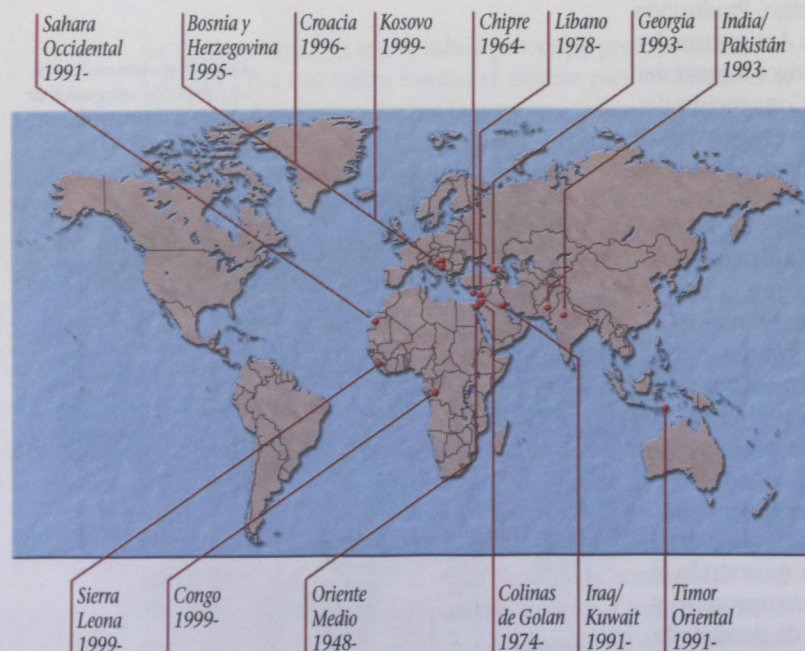 Sahara
Occidental
1991-
Bosnia y
Herzegovina
1995-
Croacia
1996-
Kosovo
1999-
Chipre
1964-
Líbano
1978-
Georgia
1993-
India/
Pakistán
1993-
Sierra
Leona
1999-
Congo
1999-
Oriente
Medio
1948-
Colinas
de Golan
1974-
Iraq/
Kuwait
1991-
Timor
Oriental
1991-